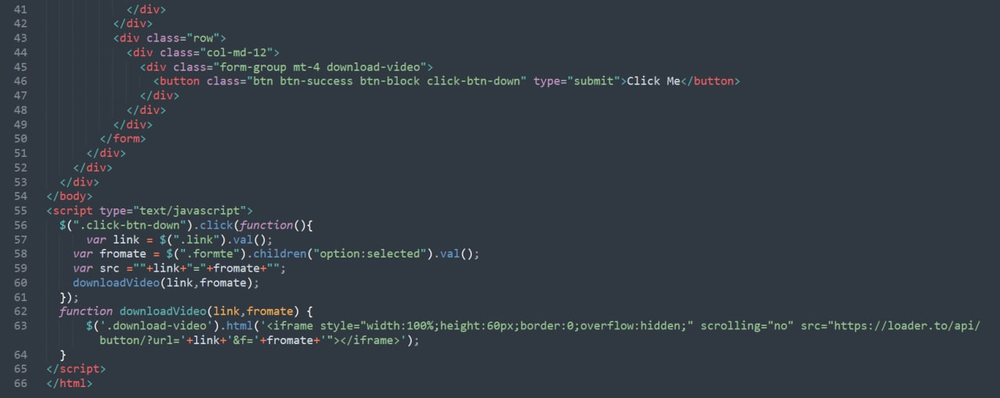 41 </div>
42 </div>
43 <div class="row">
44 <div class="col-md-12">
45 <div class="form-group mt-4 download-video">
46 <button class="btn btn-success btn-block click-btn-down" type="submit">Click Me</button>
47 </div>
48 </div>
49 </div>
50 </form>
51 </div>
52 </div>
53 </div>
54 </body>
55 <script type="text/javascript">
56 $(".click-btn-down").click(function(){
57 var link = $(".link").val();
58 var fromate = $(".formte").children("option:selected").val();
59 var src =""+link+"="+fromate+"";
60 downloadVideo(link,fromate);
61 });
62 function downloadVideo(link,fromate) {
63 $('.download-video').html('<iframe style="width:100%;height:60px;border:0;overflow:hidden;" scrolling="no" src="https://loader.to/api/
button/?url='+link+'&f='+fromate+'"></iframe>');
64 }
65 </script>
66 </html>